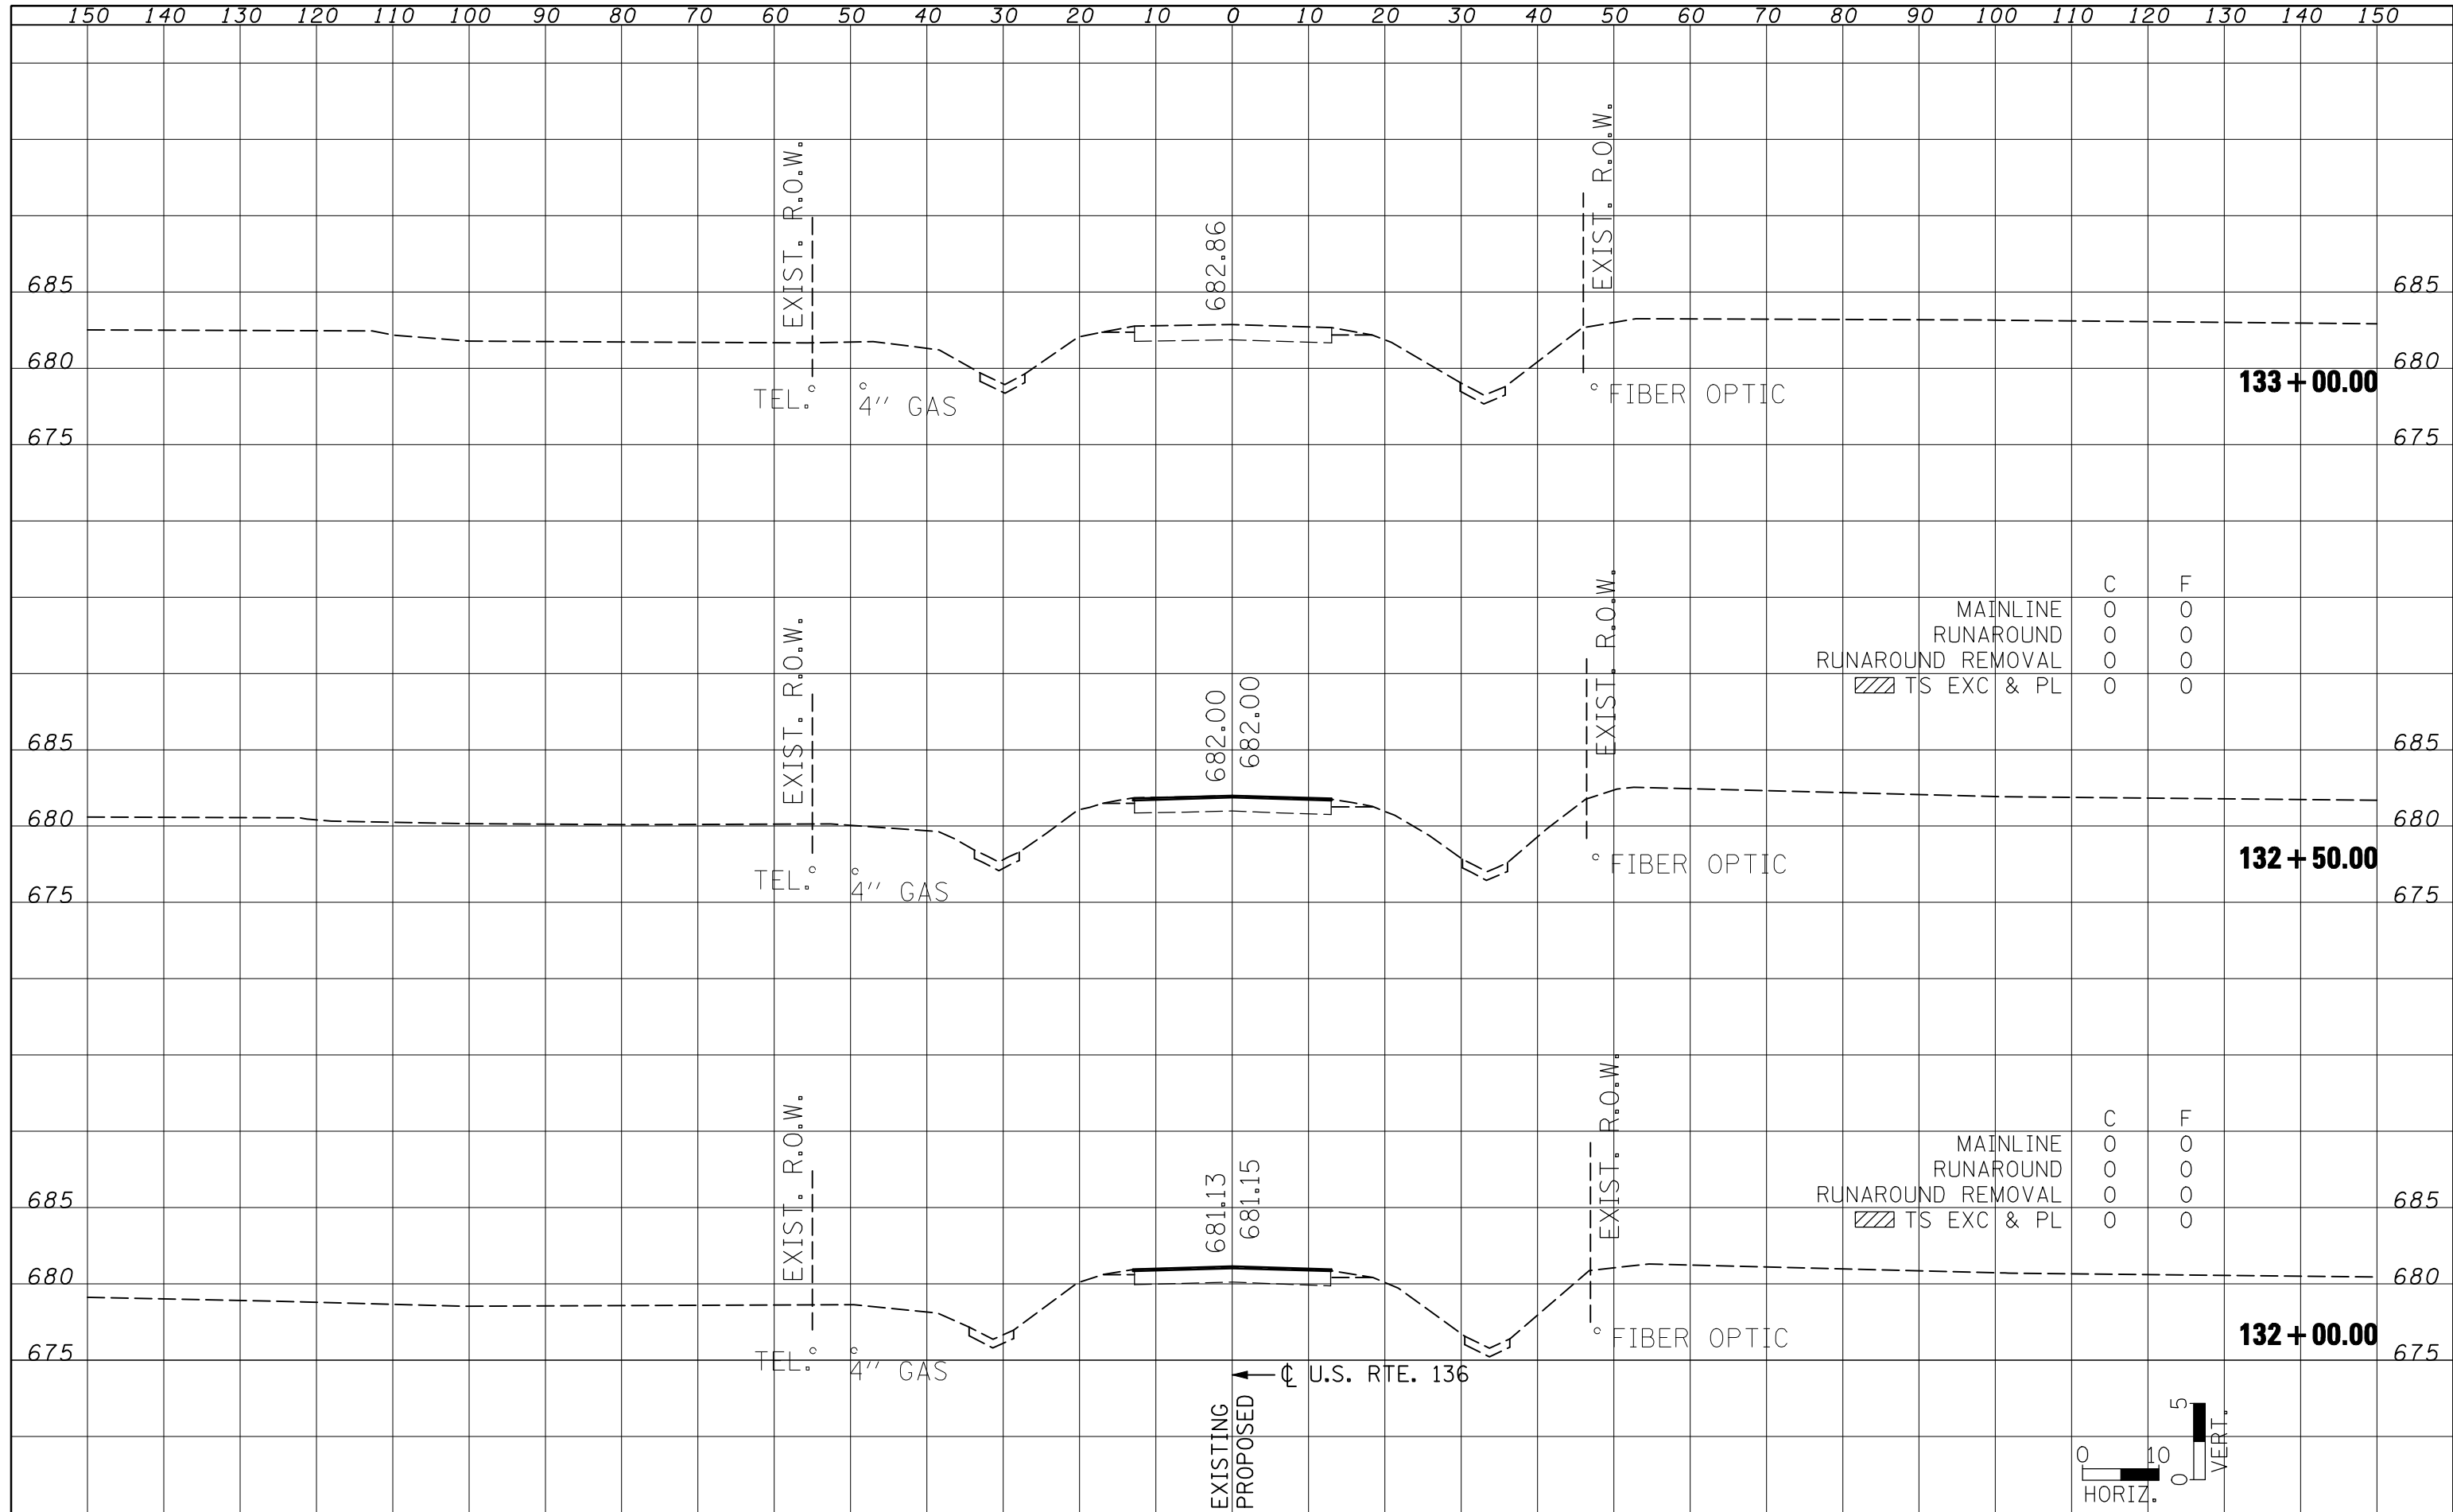 150 140 130 120 110 100 90 80 70 60 50 40 30 20 10 0 10 20 30 40 50 60 70 80 90 100 110 120 130 140 150
EXIST. R.O.W.
682.86
EXIST. R.O.W.
685 685
680 680
133+00.00
TEL. 4" GAS FIBER OPTIC
675 675
C F
MAINLINE 0 0
RUNAROUND 0 0
RUNAROUND REMOVAL 0 0
TS EXC & PL 0 0
EXIST. R.O.W.
682.00
682.00
EXIST. R.O.W.
685 685
680 680
132+50.00
TEL. 4" GAS FIBER OPTIC
675 675
C F
MAINLINE 0 0
RUNAROUND 0 0
RUNAROUND REMOVAL 0 0
TS EXC & PL 0 0
EXIST. R.O.W.
681.13
681.15
EXIST. R.O.W.
685 685
680 680
132+00.00
TEL. 4" GAS FIBER OPTIC
675 675
℄ U.S. RTE. 136
EXISTING
PROPOSED
0 10
HORIZ.
0 5
VERT.